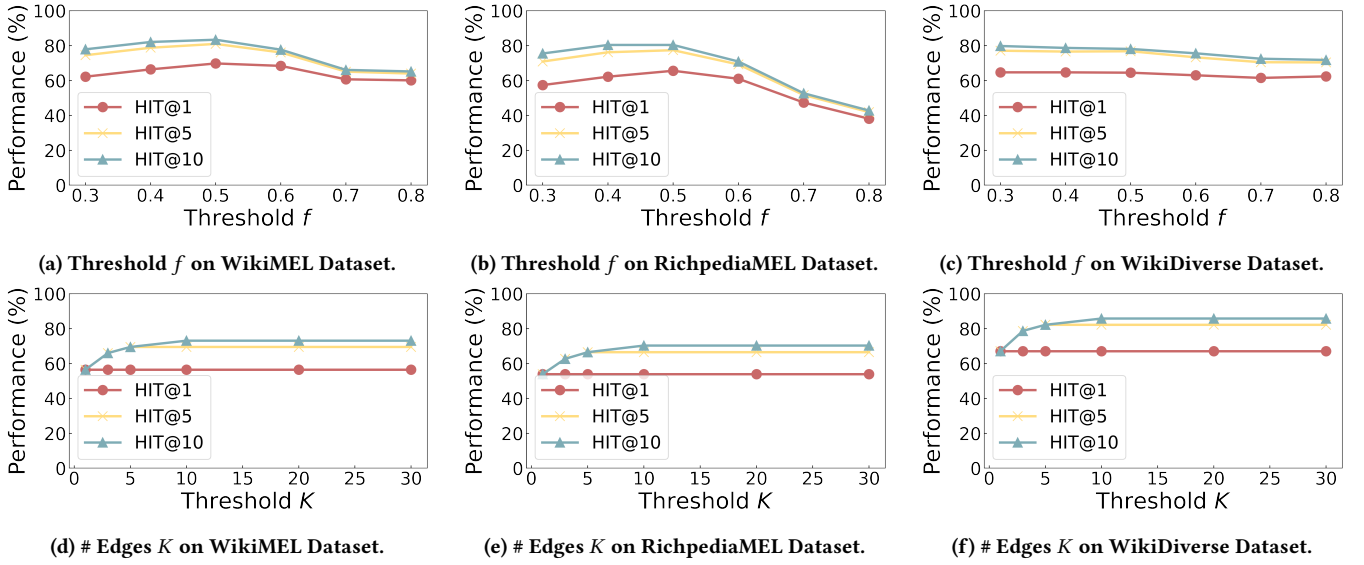 Performance (%)
100
80
60
40
20
0
HIT@1
HIT@5
HIT@10
0.3 0.4 0.5 0.6 0.7 0.8
Threshold f
(a) Threshold f on WikiMEL Dataset.
Performance (%)
100
80
60
40
20
0
HIT@1
HIT@5
HIT@10
0.3 0.4 0.5 0.6 0.7 0.8
Threshold f
(b) Threshold f on RichpediaMEL Dataset.
Performance (%)
100
80
60
40
20
0
HIT@1
HIT@5
HIT@10
0.3 0.4 0.5 0.6 0.7 0.8
Threshold f
(c) Threshold f on WikiDiverse Dataset.
Performance (%)
100
80
60
40
20
0
HIT@1
HIT@5
HIT@10
0 5 10 15 20 25 30
Threshold K
(d) # Edges K on WikiMEL Dataset.
Performance (%)
100
80
60
40
20
0
HIT@1
HIT@5
HIT@10
0 5 10 15 20 25 30
Threshold K
(e) # Edges K on RichpediaMEL Dataset.
Performance (%)
100
80
60
40
20
0
HIT@1
HIT@5
HIT@10
0 5 10 15 20 25 30
Threshold K
(f) # Edges K on WikiDiverse Dataset.